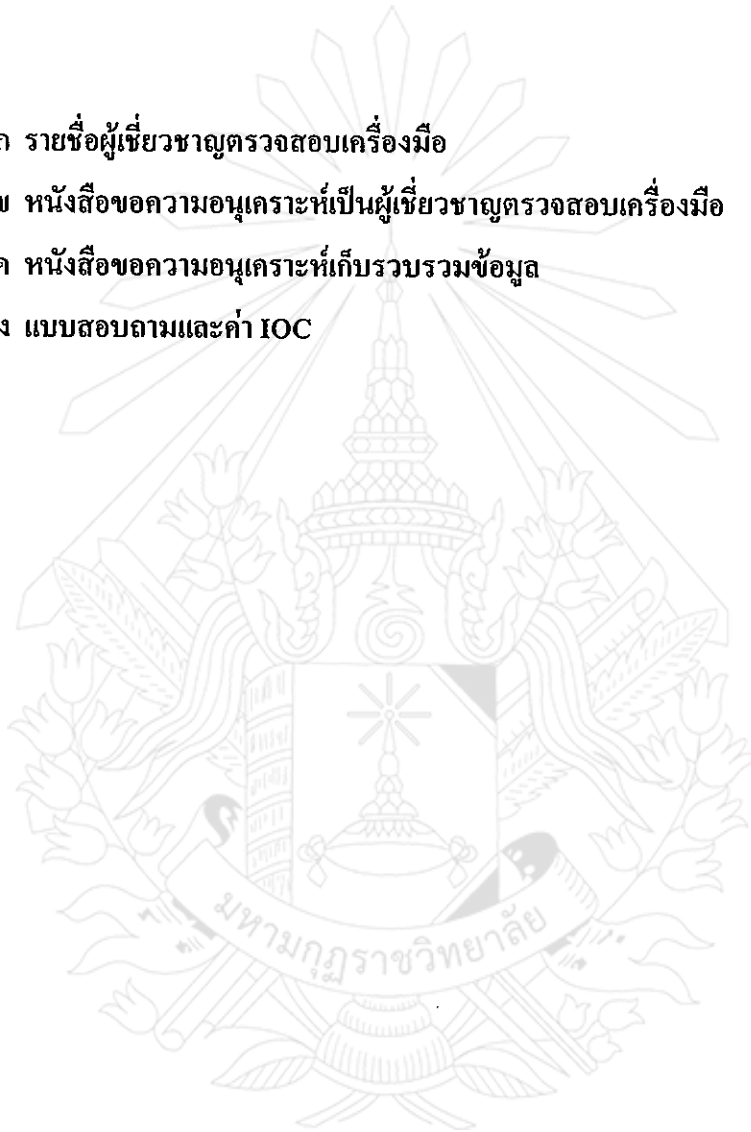 ก รายชื่อผู้เชี่ยวชาญตรวจสอบเครื่องมือ
ข หนังสือขอความอนุเคราะห์เป็นผู้เชี่ยวชาญตรวจสอบเครื่องมือ
ค หนังสือขอความอนุเคราะห์เก็บรวบรวมข้อมูล
ง แบบสอบถามและค่า IOC
มหามกุฏราชวิทยาลัย